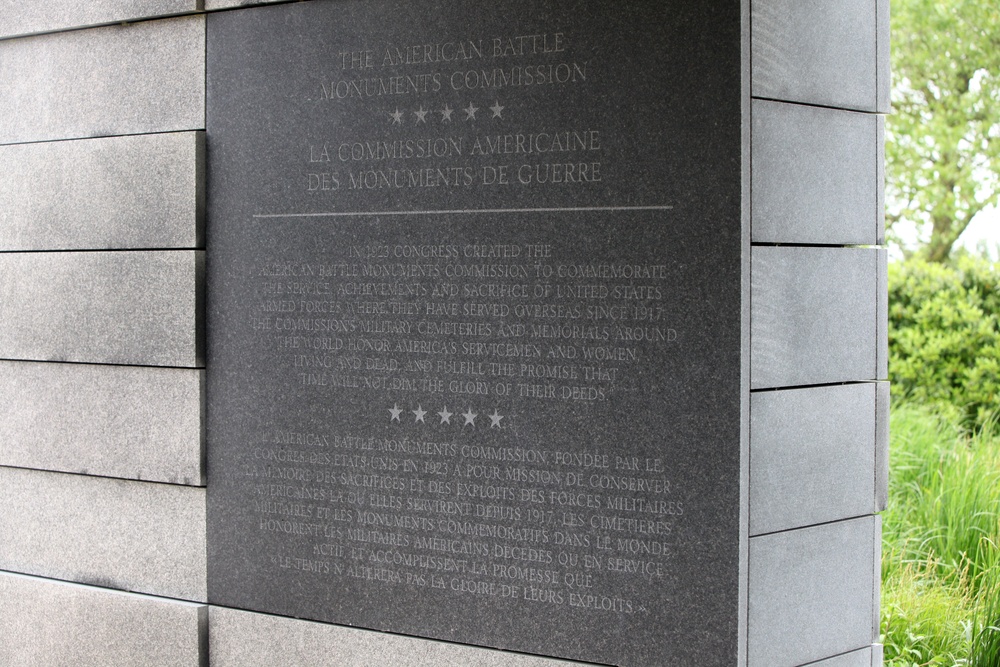 THE AMERICAN BATTLE
MONUMENTS COMMISSION
LA COMMISSION AMERICAINE
DES MONUMENTS DE GUERRE
IN 1923 CONGRESS CREATED THE
AMERICAN BATTLE MONUMENTS COMMISSION TO COMMEMORATE
THE SERVICE, ACHIEVEMENTS AND SACRIFICE OF UNITED STATES
ARMED FORCES WHERE THEY HAVE SERVED OVERSEAS SINCE 1917.
THE COMMISSION'S MILITARY CEMETERIES AND MEMORIALS AROUND
THE WORLD HONOR AMERICA'S SERVICEMEN AND WOMEN,
LIVING AND DEAD, AND FULFILL THE PROMISE THAT
TIME WILL NOT DIM THE GLORY OF THEIR DEEDS.
L'AMERICAN BATTLE MONUMENTS COMMISSION, FONDÉE PAR LE
CONGRES DES ETATS-UNIS EN 1923 A POUR MISSION DE CONSERVER
LA MEMOIRE DES SACRIFICES ET DES EXPLOITS DES FORCES MILITAIRES
AMERICAINES LA OU ELLES SERVIRENT DEPUIS 1917. LES CIMETIERES
MILITAIRES ET LES MONUMENTS COMMEMORATIFS DANS LE MONDE
HONORENT LES MILITAIRES AMERICAINS, DECEDES OU EN SERVICE
ACTIF, ET ACCOMPLISSENT LA PROMESSE QUE:
« LE TEMPS N'ALTERERA PAS LA GLOIRE DE LEURS EXPLOITS. »